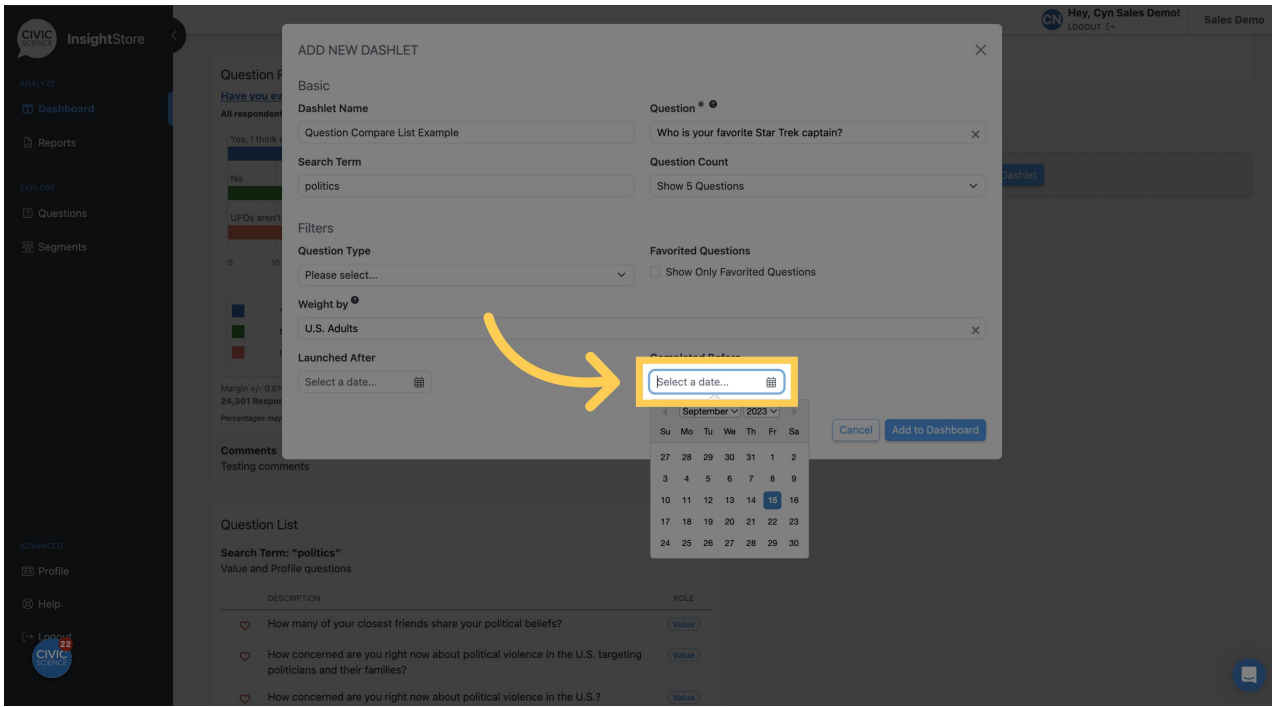 CIVIC
SCIENCE
InsightStore
Hey, Cyn Sales Demo!
LOGOUT
CN
Sales Demo
ANALYZE
Dashboard
Reports
EXPLORE
Questions
Segments
ADVANCED
Profile
Help
Logout
22
CIVIC
SCIENCE
Question
Have you ev
All respondent
Yes, I think
No
UFOs aren't
0 10
Margin +/- 0.6%
24,301 Respon
Percentages may
Comments
Testing comments
ADD NEW DASHLET
Basic
Dashlet Name
Question *
Question Compare List Example
Who is your favorite Star Trek captain?
Search Term
Question Count
politics
Show 5 Questions
Dashlet
Filters
Question Type
Favorited Questions
Please select...
Show Only Favorited Questions
Weight by
U.S. Adults
Launched After
Completed Before
Select a date...
Select a date...
September 2023
Su Mo Tu We Th Fr Sa
27 28 29 30 31 1 2
3 4 5 6 7 8 9
10 11 12 13 14 15 16
17 18 19 20 21 22 23
24 25 26 27 28 29 30
Cancel
Add to Dashboard
Question List
Search Term: "politics"
Value and Profile questions
DESCRIPTION
ROLE
How many of your closest friends share your political beliefs?
Value
How concerned are you right now about political violence in the U.S. targeting
politicians and their families?
Value
How concerned are you right now about political violence in the U.S.?
Value